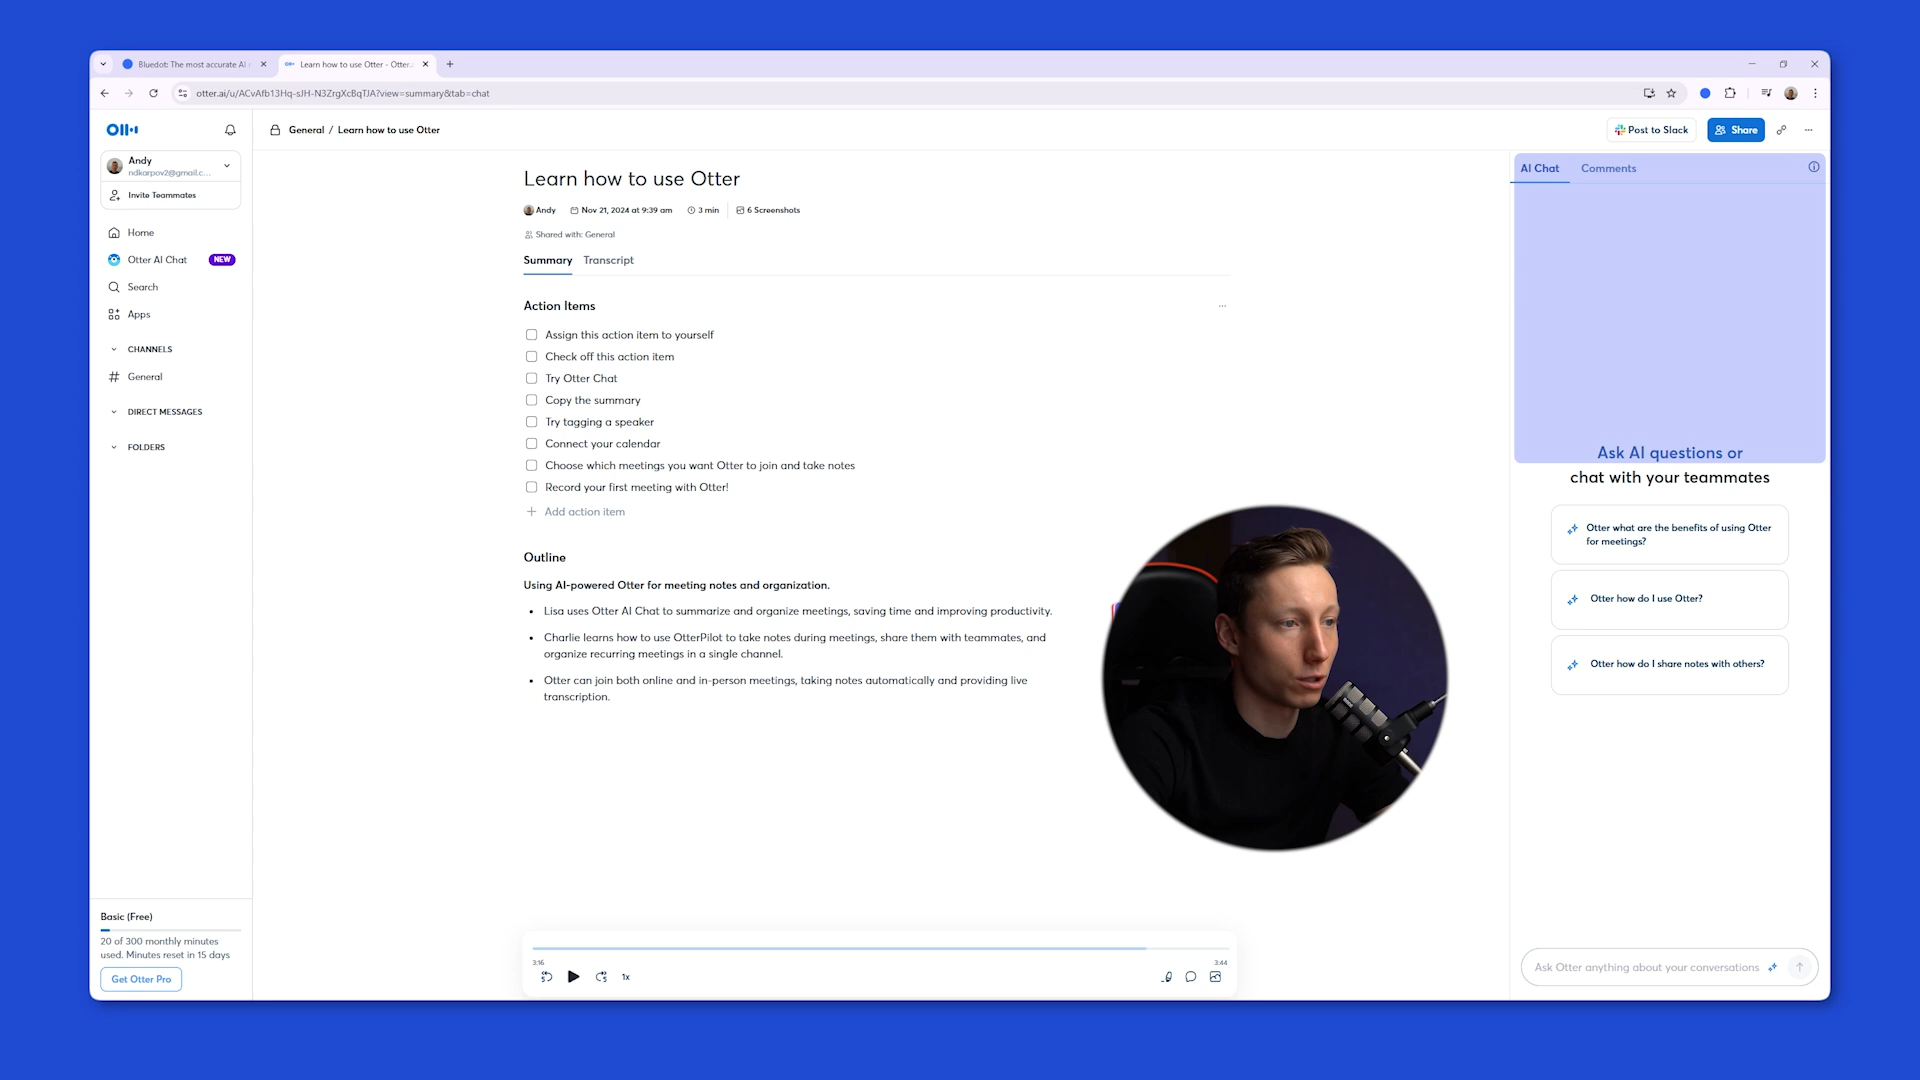 Bluedot: The most accurate AI
Learn how to use Otter - Otter.
otter.ai/u/ACvAfb13Hq-sJH-N3ZrgXcBqTJA?view=summary&tab=chat
General / Learn how to use Otter
Post to Slack
Share
Andy
ndkarpov2@gmail.c...
Invite Teammates
Home
Otter AI Chat NEW
Search
Apps
CHANNELS
General
DIRECT MESSAGES
FOLDERS
Basic (Free)
20 of 300 monthly minutes
used. Minutes reset in 15 days
Get Otter Pro
Learn how to use Otter
Andy Nov 21, 2024 at 9:39 am 3 min 6 Screenshots
Shared with: General
Summary Transcript
Action Items
Assign this action item to yourself
Check off this action item
Try Otter Chat
Copy the summary
Try tagging a speaker
Connect your calendar
Choose which meetings you want Otter to join and take notes
Record your first meeting with Otter!
Add action item
Outline
Using AI-powered Otter for meeting notes and organization.
• Lisa uses Otter AI Chat to summarize and organize meetings, saving time and improving productivity.
• Charlie learns how to use OtterPilot to take notes during meetings, share them with teammates, and
organize recurring meetings in a single channel.
• Otter can join both online and in-person meetings, taking notes automatically and providing live
transcription.
3:16 3:44
1x
AI Chat Comments
Ask AI questions or
chat with your teammates
Otter what are the benefits of using Otter
for meetings?
Otter how do I use Otter?
Otter how do I share notes with others?
Ask Otter anything about your conversations